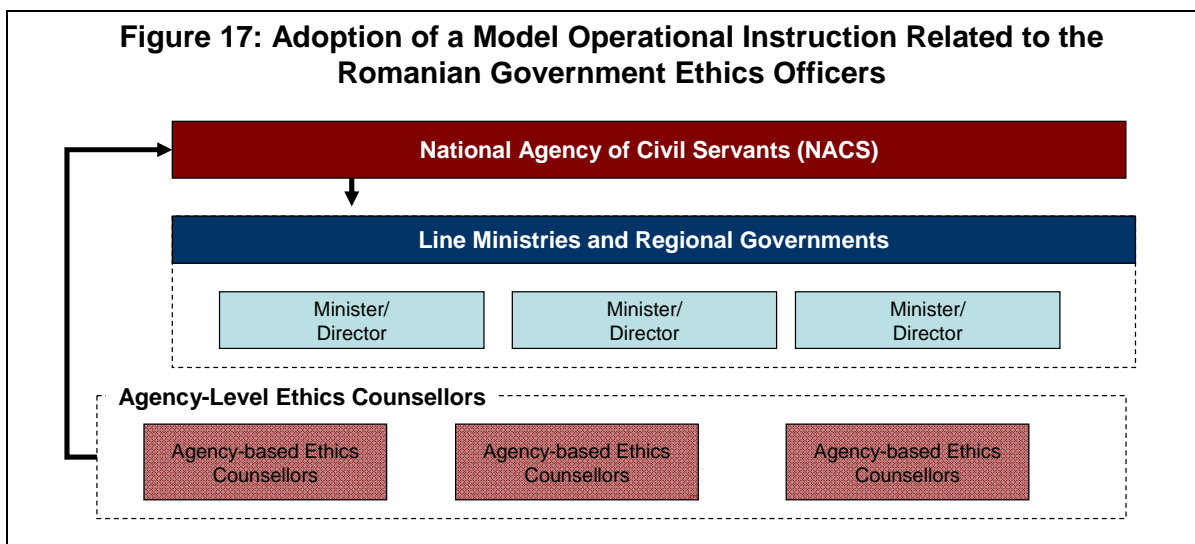 Figure 17: Adoption of a Model Operational Instruction Related to the
Romanian Government Ethics Officers
National Agency of Civil Servants (NACS)
Line Ministries and Regional Governments
Minister/
Director
Minister/
Director
Minister/
Director
Agency-Level Ethics Counsellors
Agency-based Ethics
Counsellors
Agency-based Ethics
Counsellors
Agency-based Ethics
Counsellors